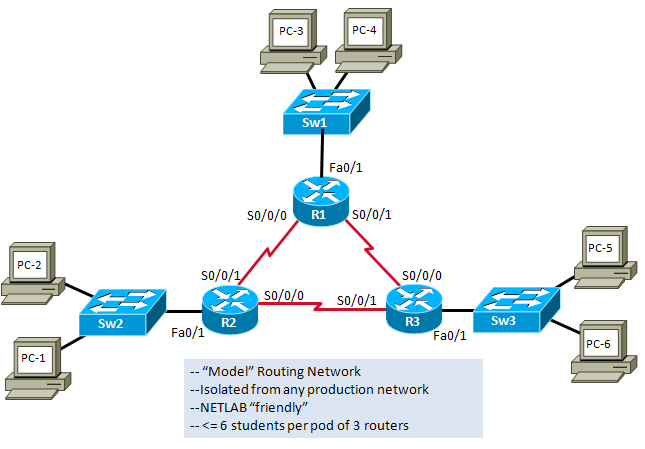 PC-3
PC-4
Sw1
Fa0/1
R1
S0/0/0
S0/0/1
PC-2
PC-5
S0/0/1
S0/0/0
S0/0/0
S0/0/1
Sw2
R2
R3
Sw3
Fa0/1
Fa0/1
PC-1
PC-6
-- “Model” Routing Network
--Isolated from any production network
--NETLAB “friendly”
-- <= 6 students per pod of 3 routers